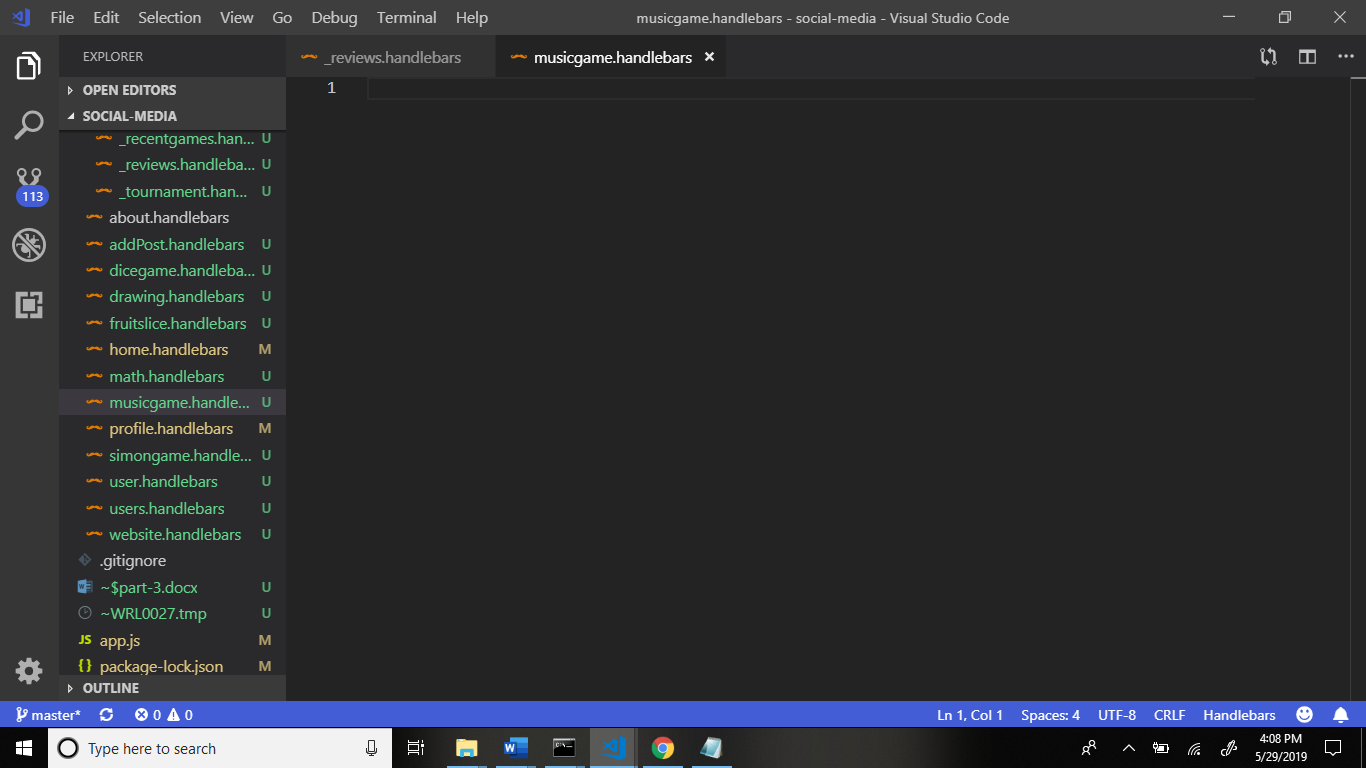 File Edit Selection View Go Debug Terminal Help musicgame.handlebars - social-media - Visual Studio Code
EXPLORER
_reviews.handlebars
musicgame.handlebars
OPEN EDITORS
SOCIAL-MEDIA
_recentgames.han... U
_reviews.handleba... U
_tournament.han... U
about.handlebars
addPost.handlebars U
dicegame.handleba... U
drawing.handlebars U
fruitslice.handlebars U
home.handlebars M
math.handlebars U
musicgame.handle... U
profile.handlebars M
simongame.handle... U
user.handlebars U
users.handlebars U
website.handlebars U
.gitignore
~$part-3.docx U
~WRL0027.tmp U
JS app.js M
{} package-lock.json M
OUTLINE
113
1
master* 0 0 Ln 1, Col 1 Spaces: 4 UTF-8 CRLF Handlebars
Type here to search
4:08 PM
5/29/2019